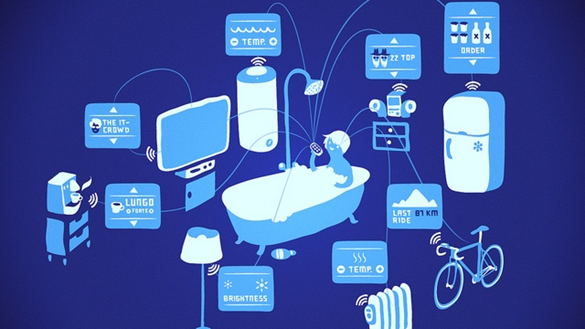 TEMP.
ZZ TOP
ORDER
THE IT-
CROWD
LUNGO
FORTE
LAST 87 KM
RIDE
TEMP.
BRIGHTNESS